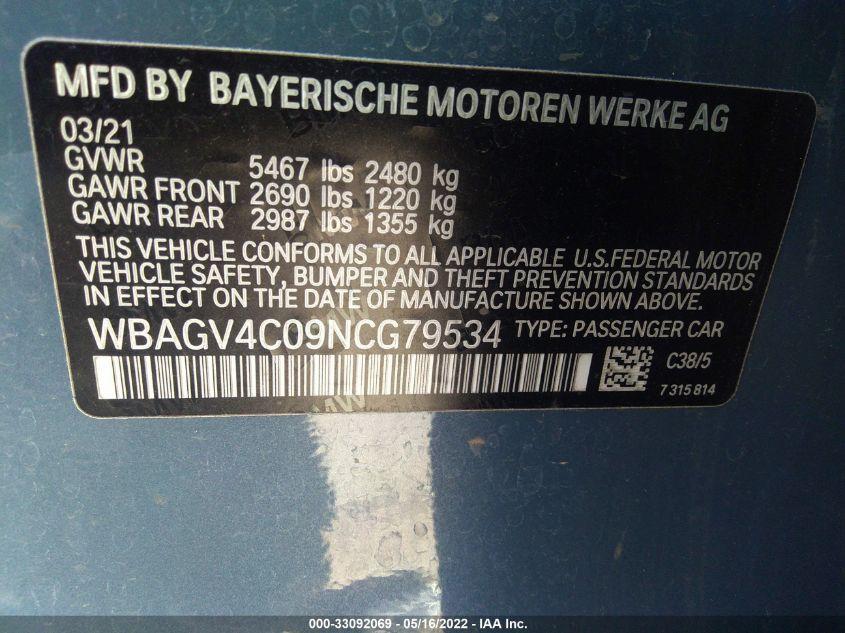 MFD BY BAYERISCHE MOTOREN WERKE AG
03/21
GVWR 5467 lbs 2480 kg
GAWR FRONT 2690 lbs 1220 kg
GAWR REAR 2987 lbs 1355 kg
THIS VEHICLE CONFORMS TO ALL APPLICABLE U.S.FEDERAL MOTOR
VEHICLE SAFETY, BUMPER AND THEFT PREVENTION STANDARDS
IN EFFECT ON THE DATE OF MANUFACTURE SHOWN ABOVE.
WBAGV4C09NCG79534 TYPE: PASSENGER CAR
C38/5
7 315 814
BMW
000-33092069 - 05/16/2022 - IAA Inc.